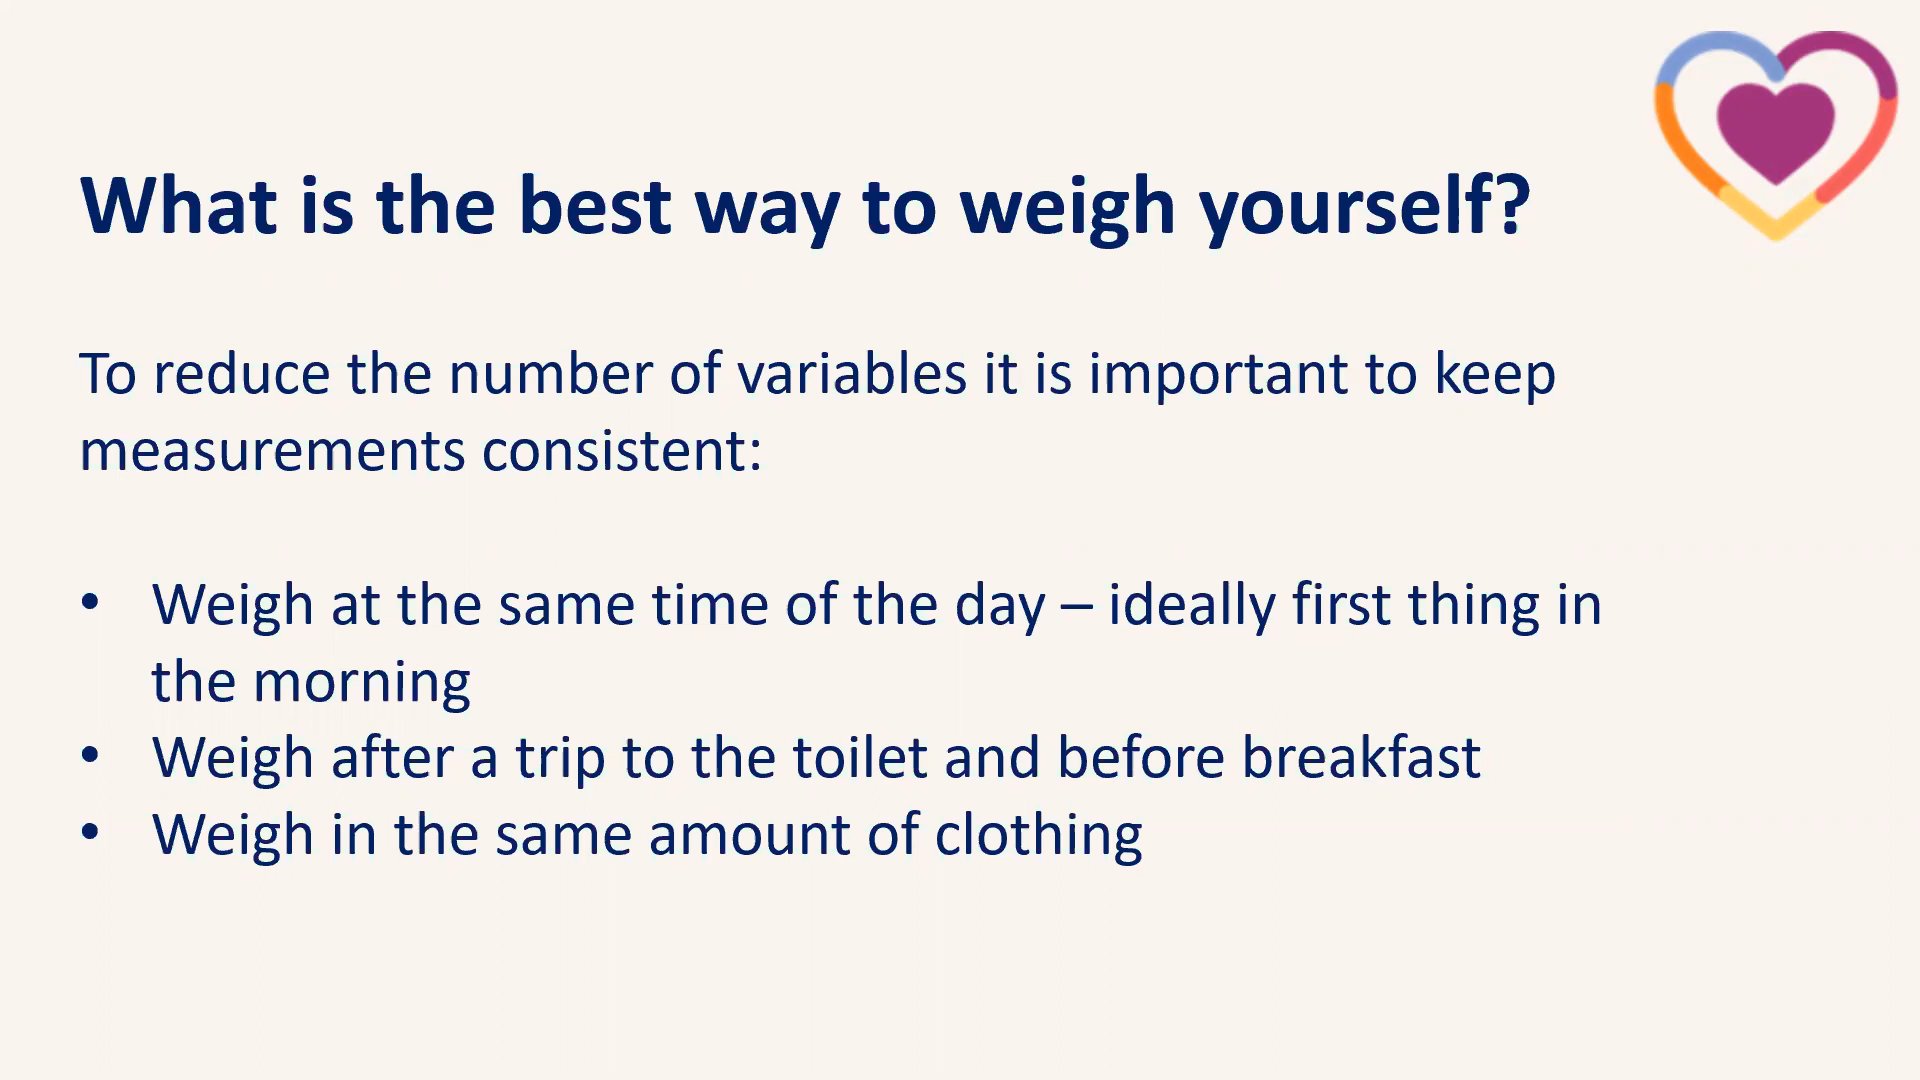 What is the best way to weigh yourself?
To reduce the number of variables it is important to keep
measurements consistent:
• Weigh at the same time of the day – ideally first thing in
the morning
• Weigh after a trip to the toilet and before breakfast
• Weigh in the same amount of clothing